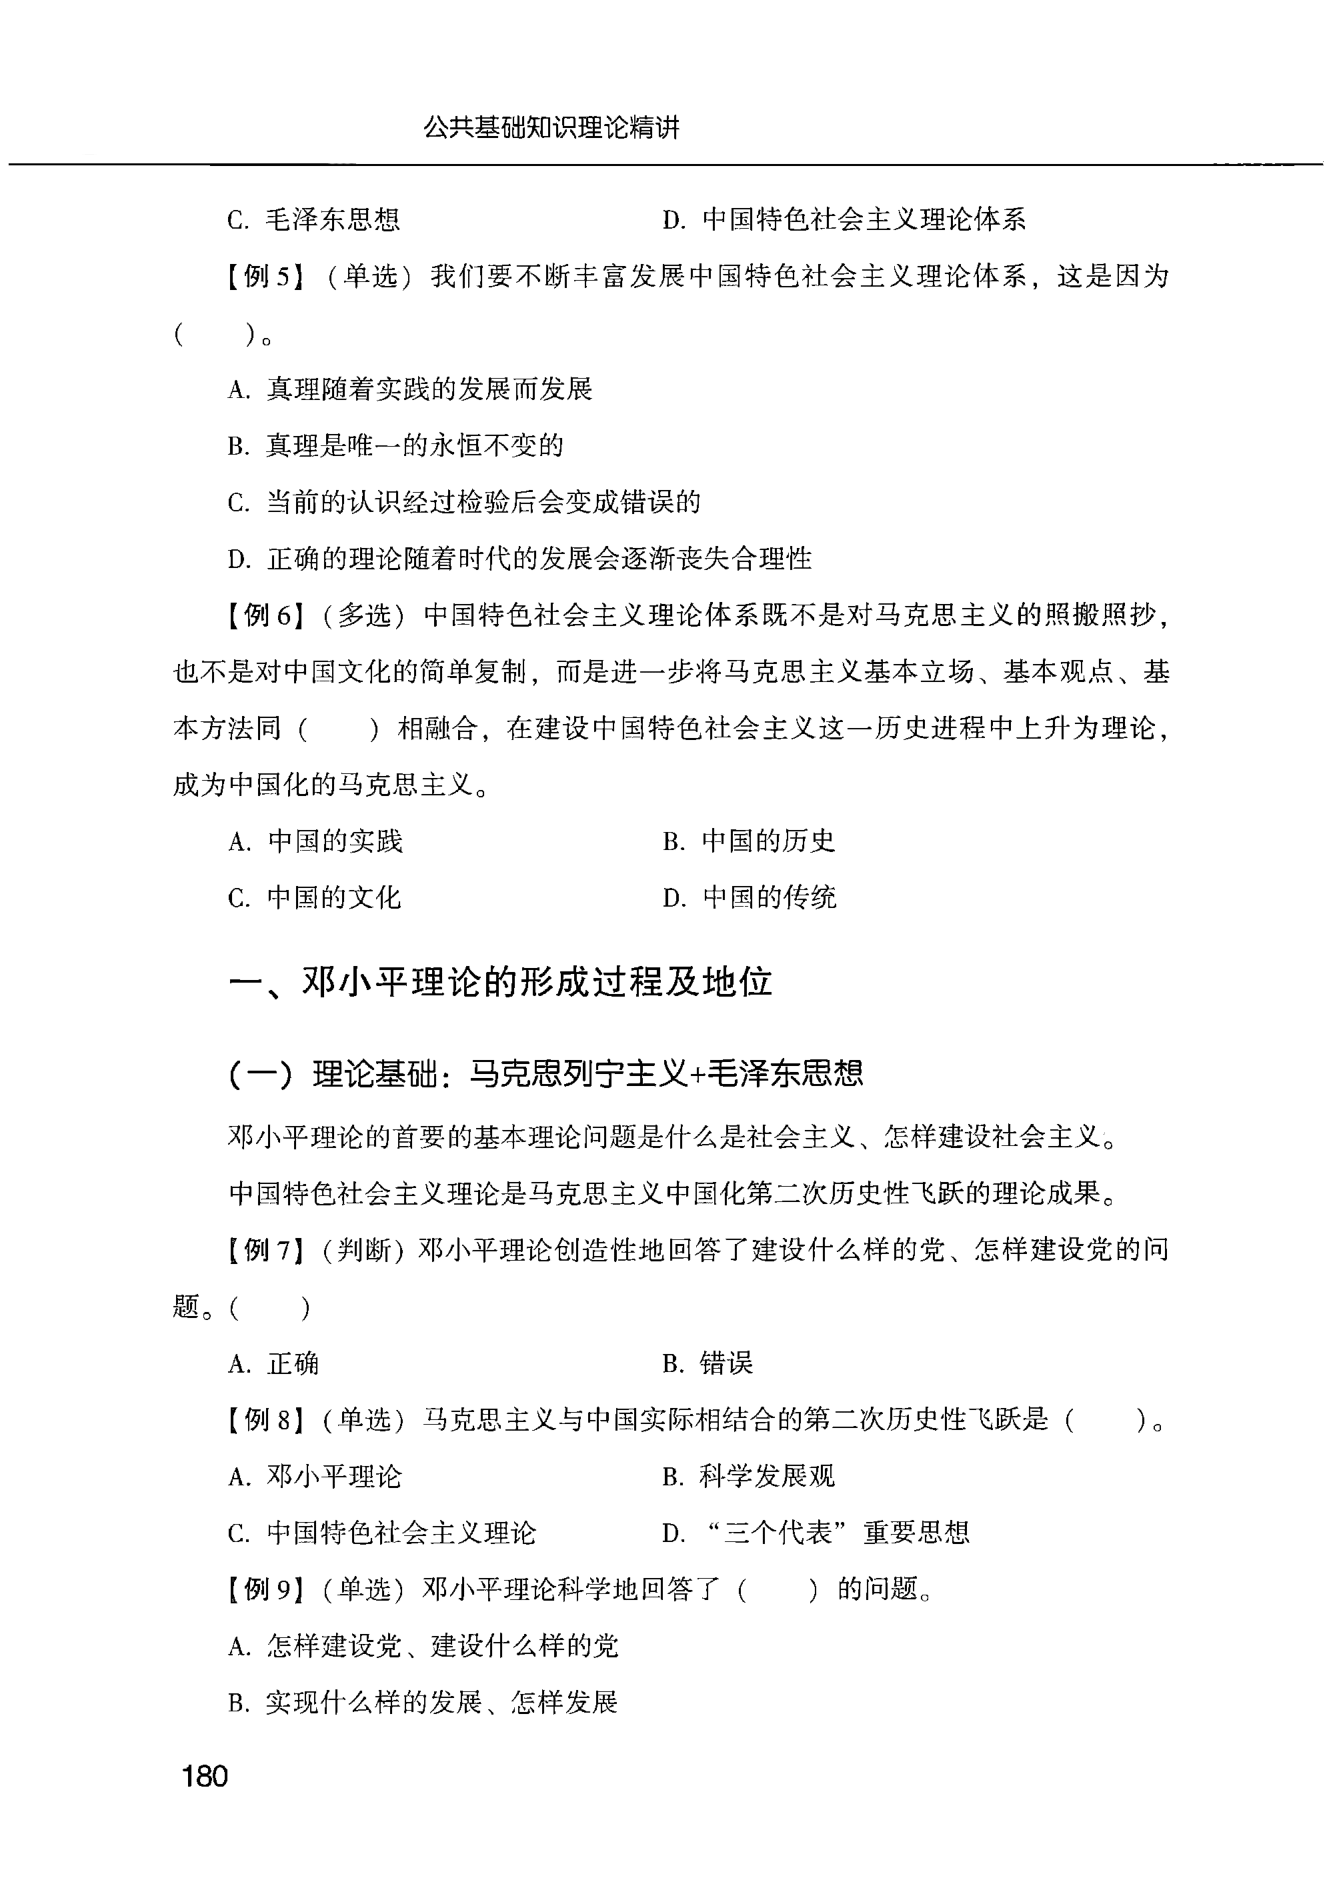 公共基础知识理论精讲
C. 毛泽东思想 D. 中国特色社会主义理论体系
【例 5】(单选) 我们要不断丰富发展中国特色社会主义理论体系，这是因为
(　　)。
A. 真理随着实践的发展而发展
B. 真理是唯一的永恒不变的
C. 当前的认识经过检验后会变成错误的
D. 正确的理论随着时代的发展会逐渐丧失合理性
【例 6】(多选) 中国特色社会主义理论体系既不是对马克思主义的照搬照抄，
也不是对中国文化的简单复制，而是进一步将马克思主义基本立场、基本观点、基
本方法同 (　　) 相融合，在建设中国特色社会主义这一历史进程中上升为理论，
成为中国化的马克思主义。
A. 中国的实践 B. 中国的历史
C. 中国的文化 D. 中国的传统
一、邓小平理论的形成过程及地位
(一) 理论基础：马克思列宁主义+毛泽东思想
邓小平理论的首要的基本理论问题是什么是社会主义、怎样建设社会主义。
中国特色社会主义理论是马克思主义中国化第二次历史性飞跃的理论成果。
【例 7】(判断) 邓小平理论创造性地回答了建设什么样的党、怎样建设党的问
题。(　　)
A. 正确 B. 错误
【例 8】(单选) 马克思主义与中国实际相结合的第二次历史性飞跃是 (　　)。
A. 邓小平理论 B. 科学发展观
C. 中国特色社会主义理论 D. “三个代表” 重要思想
【例 9】(单选) 邓小平理论科学地回答了 (　　) 的问题。
A. 怎样建设党、建设什么样的党
B. 实现什么样的发展、怎样发展
180